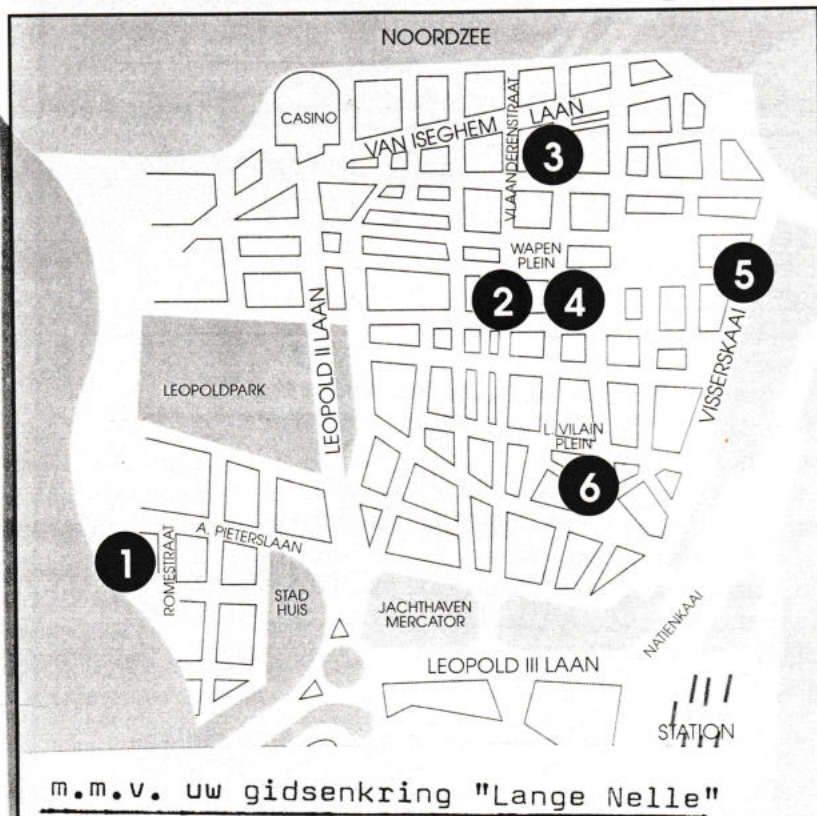 NOORDZEE
CASINO
VAN ISEGHEM LAAN
VLAANDERENSTRAAT
3
WAPEN
PLEIN
2
4
5
VISSERSKAAI
LEOPOLD II LAAN
LEOPOLDPARK
L. VILAIN
PLEIN
6
1
ROMESTRAAT
A. PIETERSLAAN
STAD
HUIS
JACHTHAVEN
MERCATOR
NATIENKAAI
LEOPOLD III LAAN
STATION
m.m.v. uw gidsenkring "Lange Nelle"